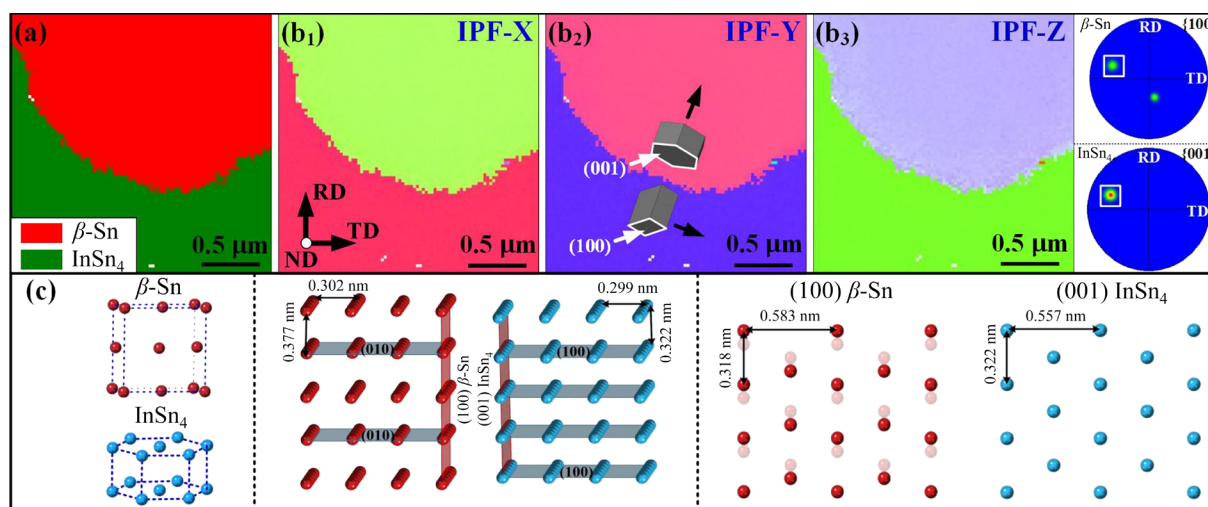 (a)
β-Sn
InSn4
0.5 μm
(b1)
IPF-X
RD
TD
ND
0.5 μm
(b2)
IPF-Y
(001)
(100)
0.5 μm
(b3)
IPF-Z
0.5 μm
β-Sn
RD
{100
TD
InSn4
RD
{001
TD
(c)
β-Sn
InSn4
0.302 nm
0.377 nm
(010)
(010)
(100) β-Sn
(001) InSn4
0.299 nm
0.322 nm
(100)
(100)
(100) β-Sn
0.583 nm
0.318 nm
(001) InSn4
0.557 nm
0.322 nm